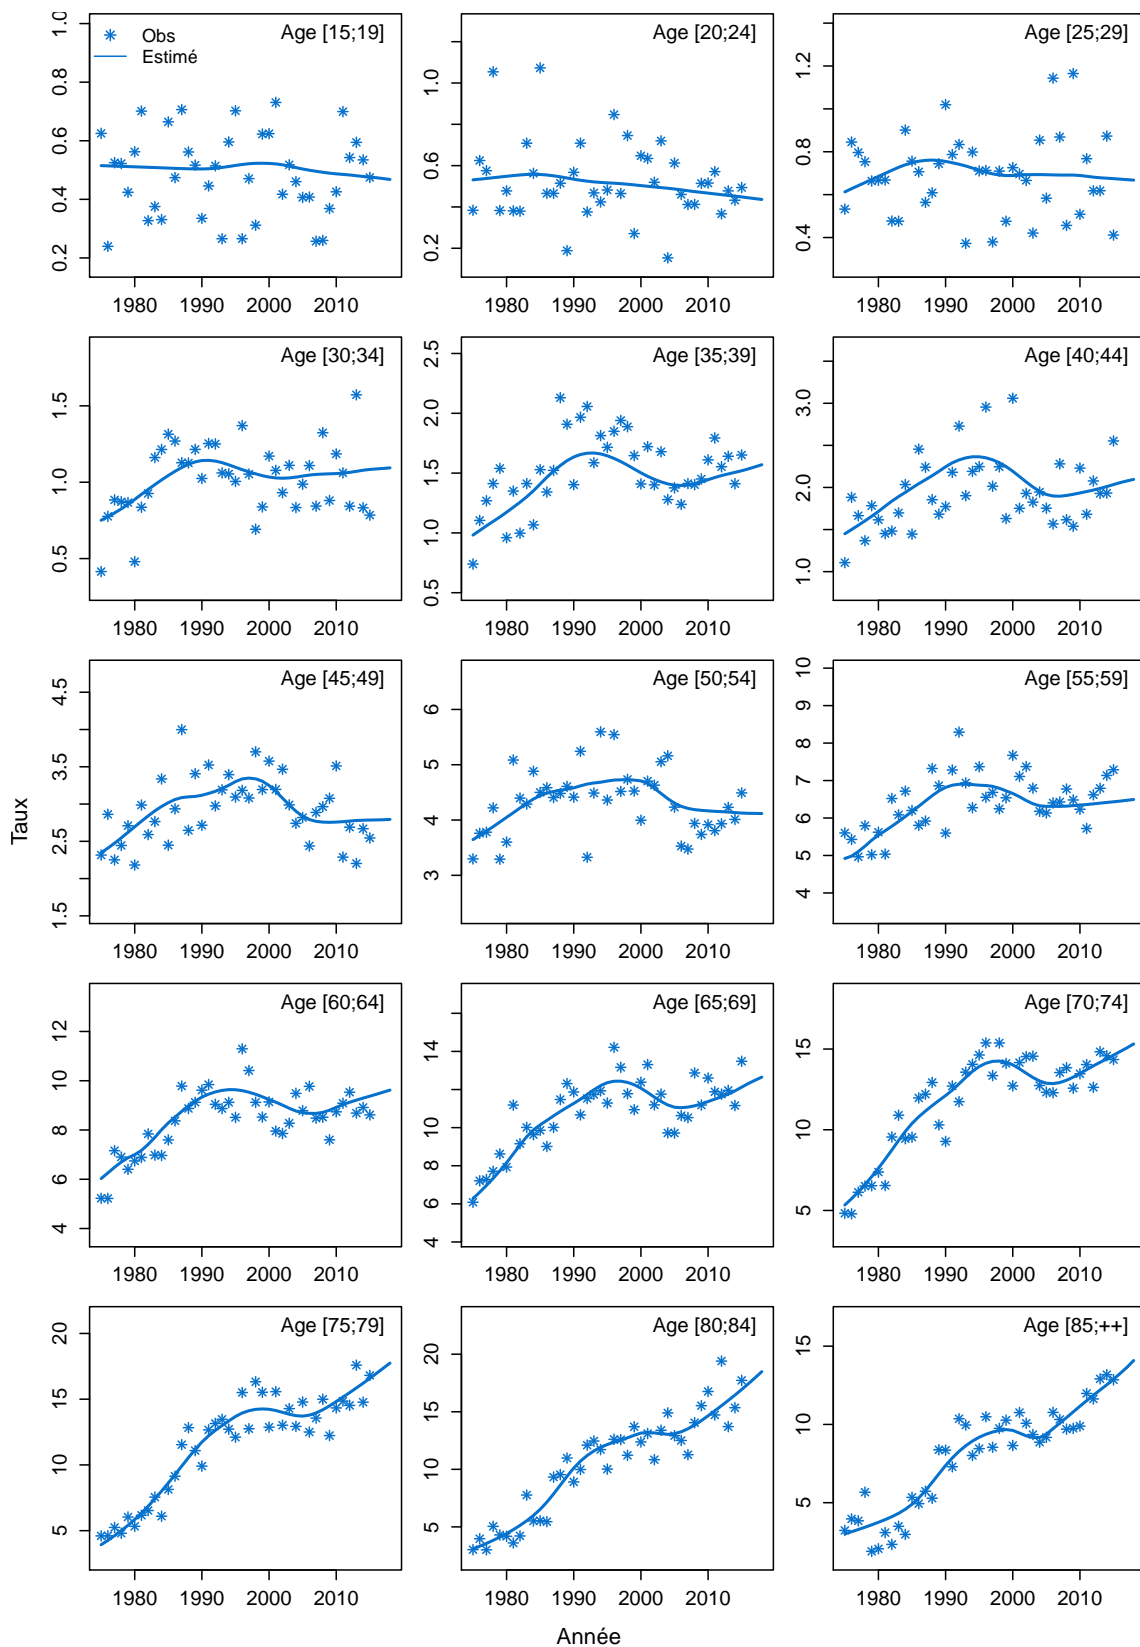 Obs
Estimé
Age [15;19]
0.2 0.4 0.6 0.8 1.0
1980 1990 2000 2010
Age [20;24]
0.2 0.6 1.0
1980 1990 2000 2010
Age [25;29]
0.4 0.8 1.2
1980 1990 2000 2010
Age [30;34]
0.5 1.0 1.5
1980 1990 2000 2010
Age [35;39]
0.5 1.0 1.5 2.0 2.5
1980 1990 2000 2010
Age [40;44]
1.0 2.0 3.0
1980 1990 2000 2010
Taux
Age [45;49]
1.5 2.5 3.5 4.5
1980 1990 2000 2010
Age [50;54]
3 4 5 6
1980 1990 2000 2010
Age [55;59]
4 5 6 7 8 9 10
1980 1990 2000 2010
Age [60;64]
4 6 8 10 12
1980 1990 2000 2010
Age [65;69]
4 6 8 10 14
1980 1990 2000 2010
Age [70;74]
5 10 15
1980 1990 2000 2010
Age [75;79]
5 10 15 20
1980 1990 2000 2010
Age [80;84]
5 10 15 20
1980 1990 2000 2010
Age [85;++]
5 10 15
1980 1990 2000 2010
Année